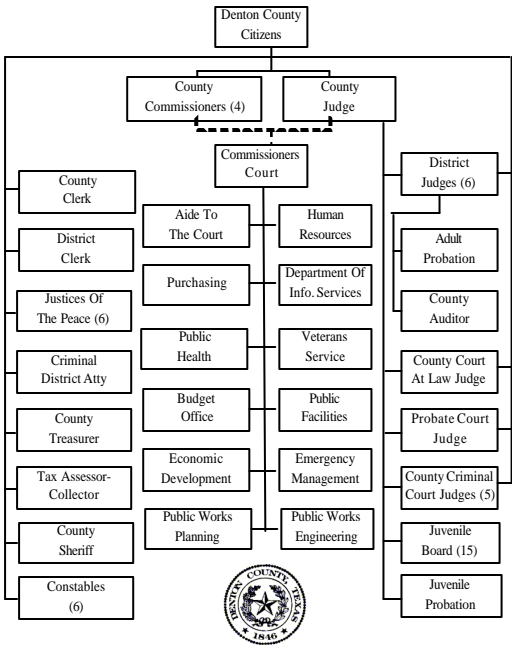 Denton County
Citizens
County
Commissioners (4)
County
Judge
Commissioners
Court
County
Clerk
District
Clerk
Justices Of
The Peace (6)
Criminal
District Atty
County
Treasurer
Tax Assessor-
Collector
County
Sheriff
Constables
(6)
Aide To
The Court
Human
Resources
Purchasing
Department Of
Info. Services
Public
Health
Veterans
Service
Budget
Office
Public
Facilities
Economic
Development
Emergency
Management
Public Works
Planning
Public Works
Engineering
District
Judges (6)
Adult
Probation
County
Auditor
County Court
At Law Judge
Probate Court
Judge
County Criminal
Court Judges (5)
Juvenile
Board (15)
Juvenile
Probation
DENTON COUNTY, TEXAS
★ 1846 ★